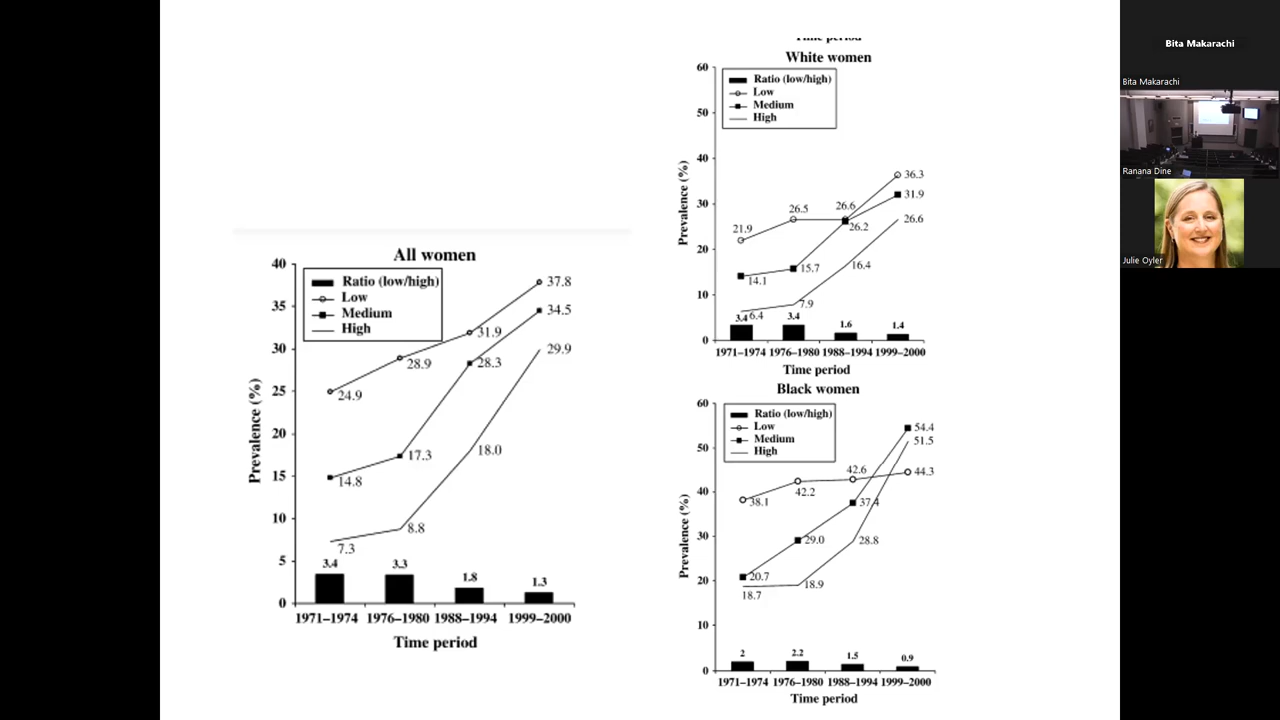 All women
40
Ratio (low/high)
Low
Medium
High
35
30
25
20
15
10
5
0
Prevalence (%)
37.8
34.5
31.9
29.9
28.9
28.3
24.9
18.0
17.3
14.8
8.8
7.3
3.4
3.3
1.8
1.3
1971–1974 1976–1980 1988–1994 1999–2000
Time period
Time period
White women
60
Ratio (low/high)
Low
Medium
High
50
40
30
20
10
0
Prevalence (%)
36.3
31.9
26.5
26.6
26.2
26.6
21.9
15.7
16.4
14.1
7.9
6.4
3.4
3.4
1.6
1.4
1971–1974 1976–1980 1988–1994 1999–2000
Time period
Black women
60
Ratio (low/high)
Low
Medium
High
50
40
30
20
10
0
Prevalence (%)
54.4
51.5
42.6
44.3
42.2
38.1
37.4
29.0
28.8
20.7
18.9
18.7
2
2.2
1.5
0.9
1971–1974 1976–1980 1988–1994 1999–2000
Time period
Bita Makarachi
Bita Makarachi
Ranana Dine
Julie Oyler